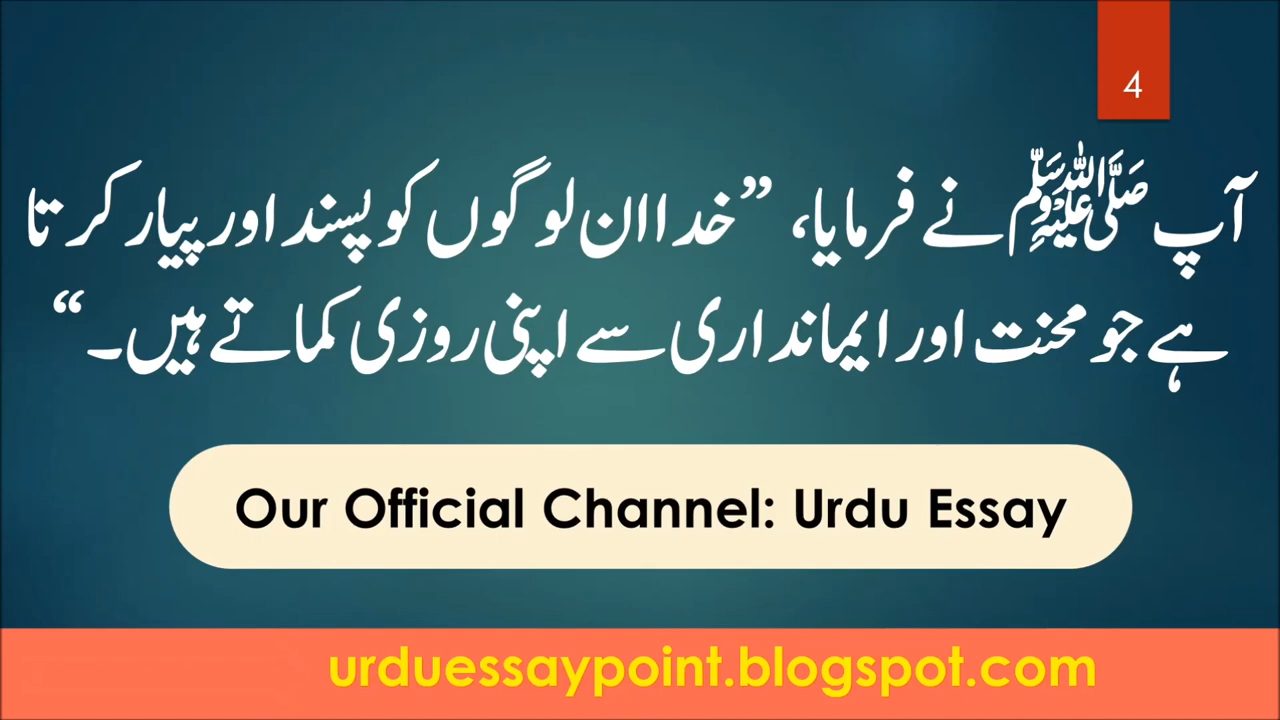 4
آپ ﷺ نے فرمایا، ”خدا ان لوگوں کو پسند اور پیار کرتا
ہے جو محنت اور ایمانداری سے اپنی روزی کماتے ہیں۔“
Our Official Channel: Urdu Essay
urduessaypoint.blogspot.com